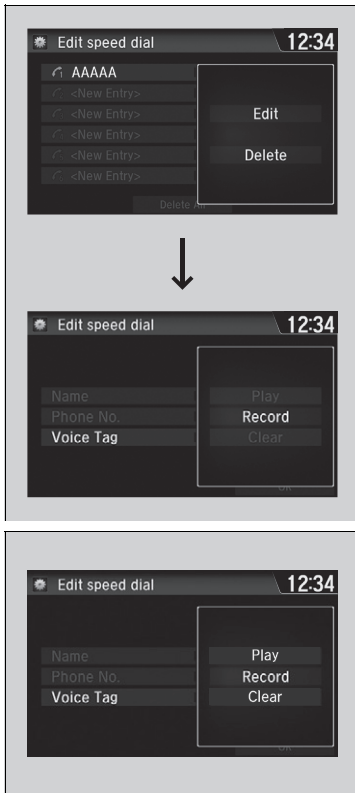 Edit speed dial 12:34
AAAAA
<New Entry>
<New Entry> Edit
<New Entry>
<New Entry> Delete
<New Entry>
Delete All
Edit speed dial 12:34
Name Play
Phone No. Record
Voice Tag Clear
OK
Edit speed dial 12:34
Name Play
Phone No. Record
Voice Tag Clear
OK